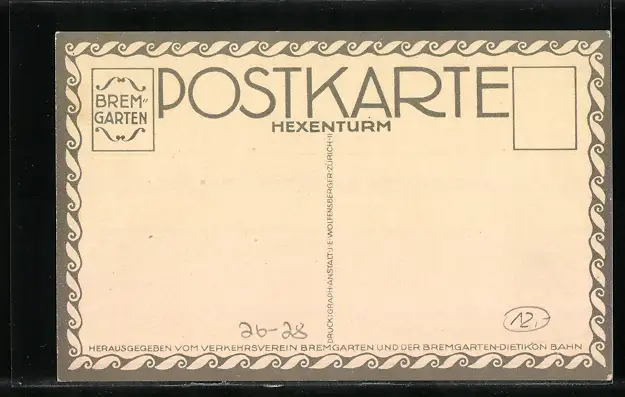 BREM"
GARTEN
POSTKARTE
HEXENTURM
DRUCK: GRAPH·ANSTALT·J·E·WOLFENSBERGER·ZÜRICH·II
26-28
12,-
HERAUSGEGEBEN VOM VERKEHRSVEREIN BREMGARTEN UND DER BREMGARTEN-DIETIKON BAHN